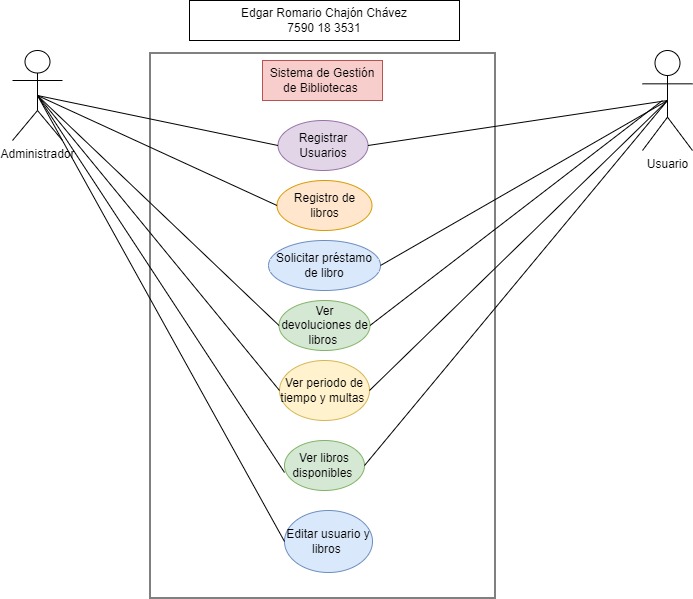 Edgar Romario Chajón Chávez
7590 18 3531
Sistema de Gestión
de Bibliotecas
Registrar
Usuarios
Administrador
Usuario
Registro de
libros
Solicitar préstamo
de libro
Ver
devoluciones de
libros
Ver periodo de
tiempo y multas
Ver libros
disponibles
Editar usuario y
libros